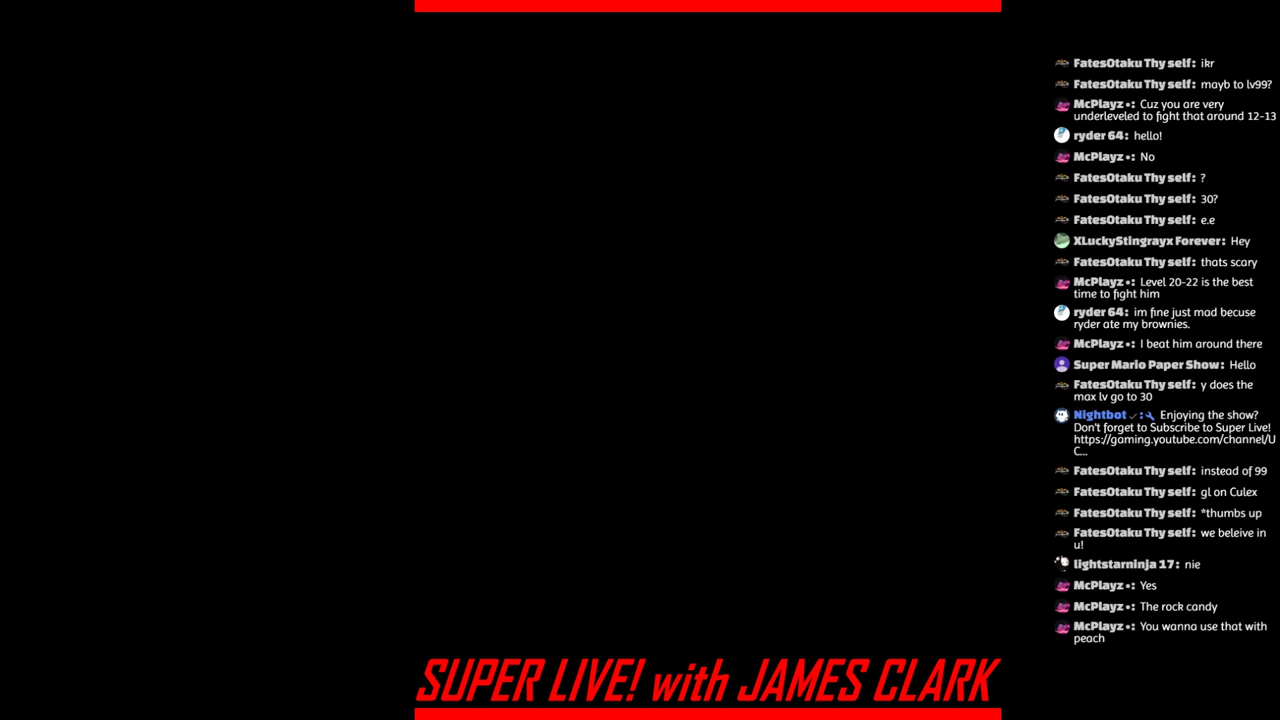 FatesOtaku Thy self: ikr
FatesOtaku Thy self: mayb to lv99?
McPlayz •: Cuz you are very
underleveled to fight that around 12-13
ryder 64: hello!
McPlayz •: No
FatesOtaku Thy self: ?
FatesOtaku Thy self: 30?
FatesOtaku Thy self: e.e
XLuckyStingrayx Forever: Hey
FatesOtaku Thy self: thats scary
McPlayz •: Level 20-22 is the best
time to fight him
ryder 64: im fine just mad becuse
ryder ate my brownies.
McPlayz •: I beat him around there
Super Mario Paper Show: Hello
FatesOtaku Thy self: y does the
max lv go to 30
Nightbot ✓: Enjoying the show?
Don't forget to Subscribe to Super Live!
https://gaming.youtube.com/channel/U
C...
FatesOtaku Thy self: instead of 99
FatesOtaku Thy self: gl on Culex
FatesOtaku Thy self: *thumbs up
FatesOtaku Thy self: we beleive in
u!
lightstarninja 17: nie
McPlayz •: Yes
McPlayz •: The rock candy
McPlayz •: You wanna use that with
peach
SUPER LIVE! with JAMES CLARK